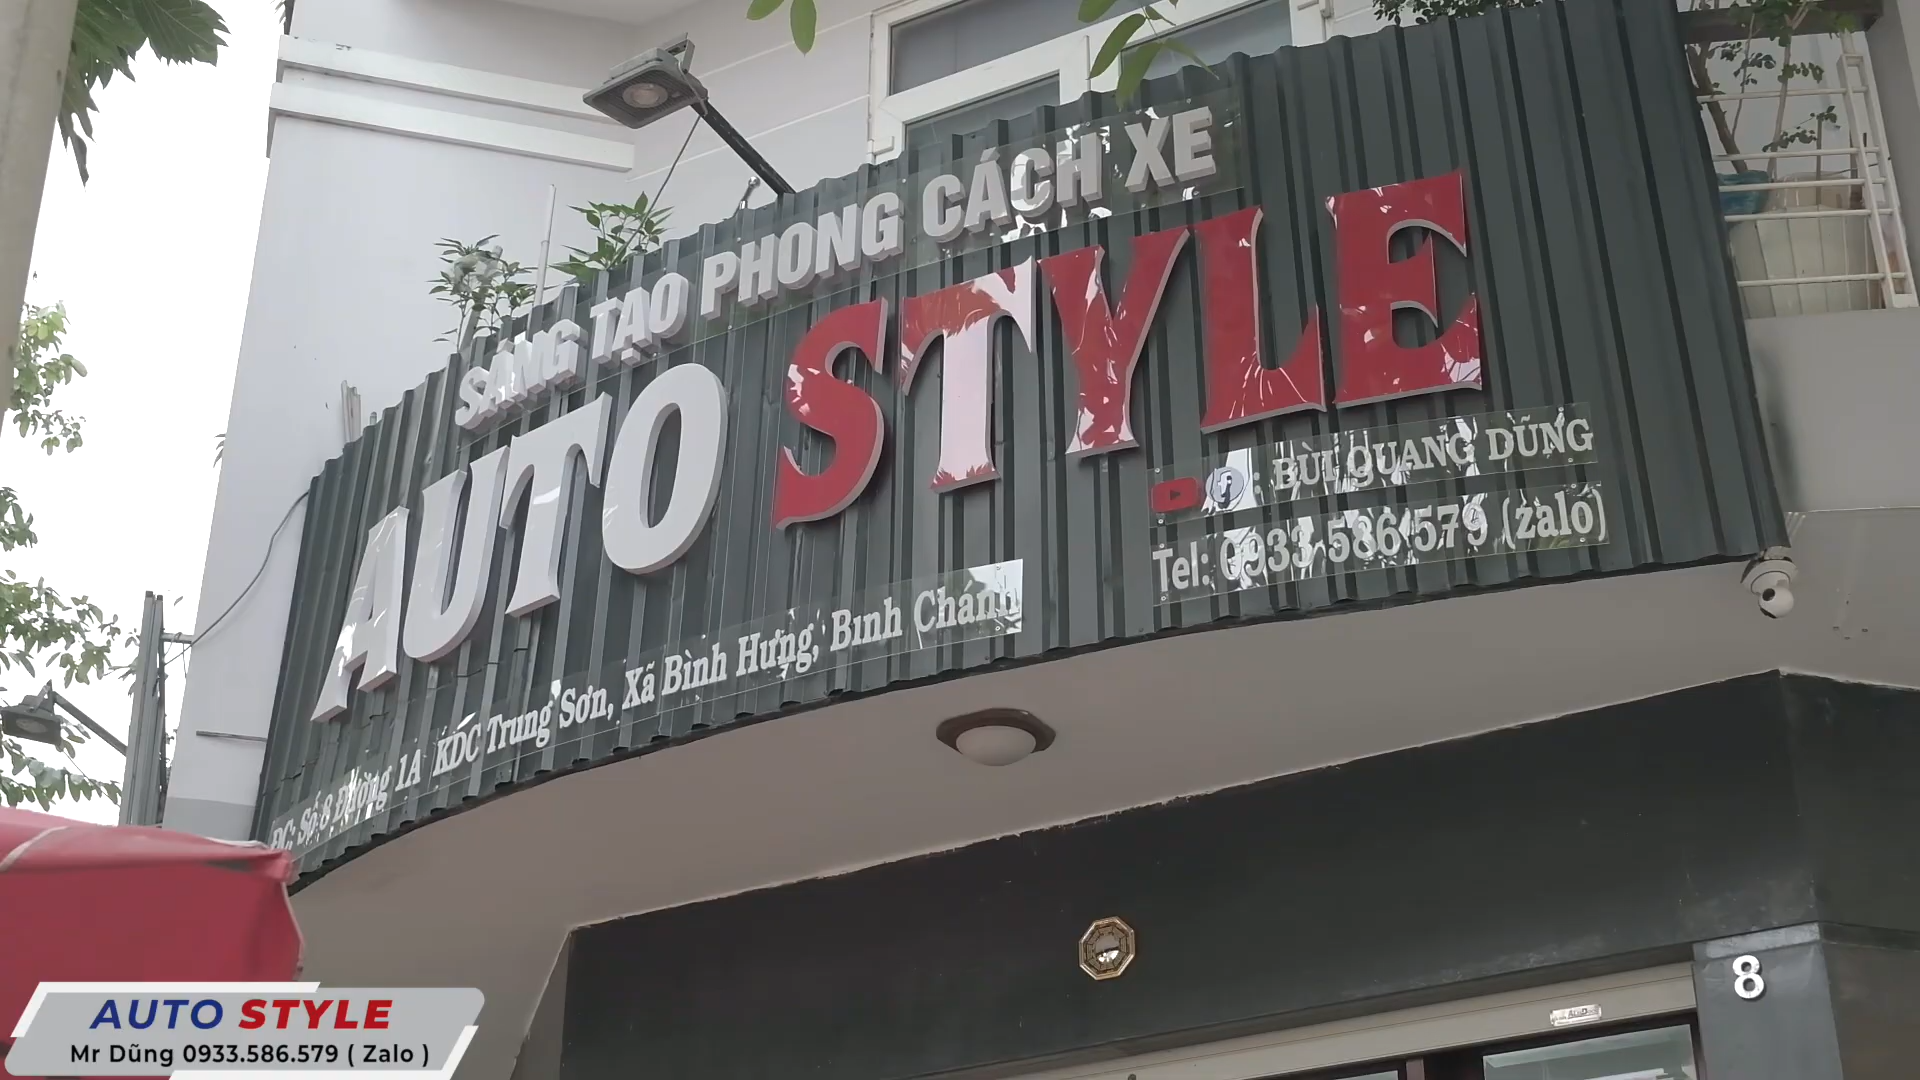 SÁNG TẠO PHONG CÁCH XE
AUTO STYLE
: BÙI QUANG DŨNG
Tel: 0933 586 579 (zalo)
ĐC: Số 8 Đường 1A KDC Trung Sơn, Xã Bình Hưng, Bình Chánh
8
AUTO STYLE
Mr Dũng 0933.586.579 ( Zalo )